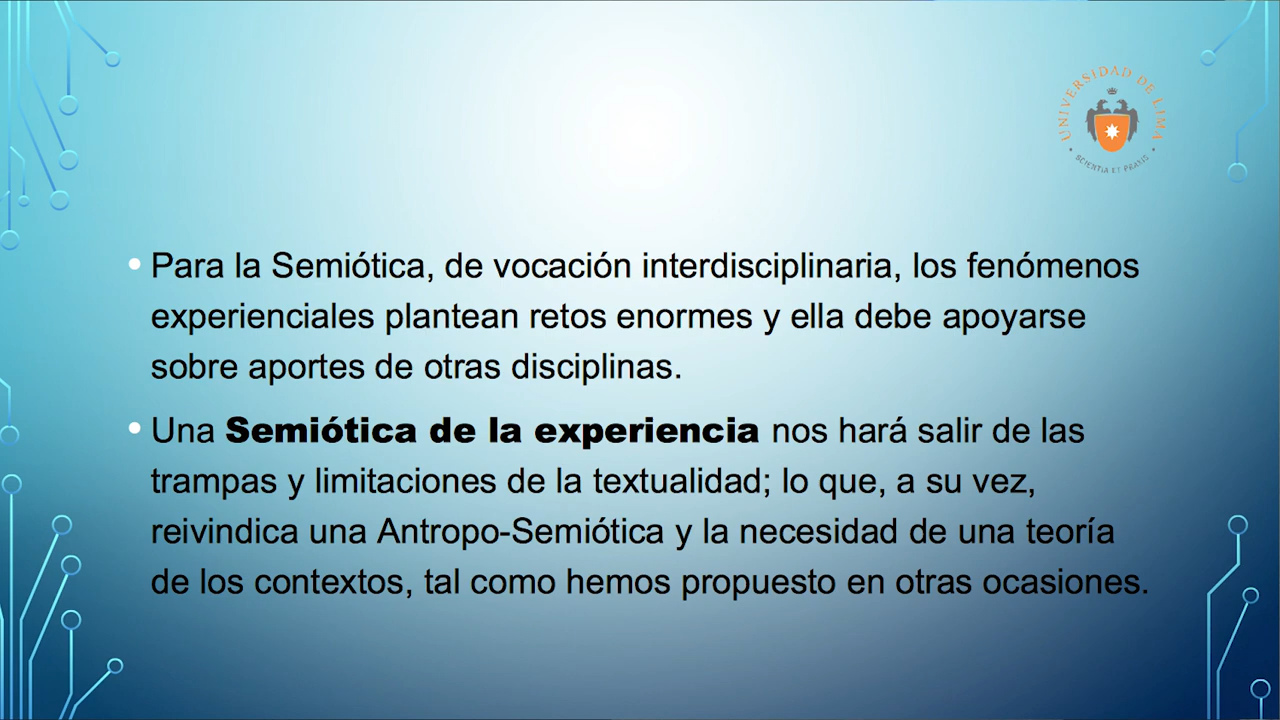 UNIVERSIDAD DE LIMA
SCIENTIA ET PRAXIS
• Para la Semiótica, de vocación interdisciplinaria, los fenómenos
experienciales plantean retos enormes y ella debe apoyarse
sobre aportes de otras disciplinas.
• Una Semiótica de la experiencia nos hará salir de las
trampas y limitaciones de la textualidad; lo que, a su vez,
reivindica una Antropo-Semiótica y la necesidad de una teoría
de los contextos, tal como hemos propuesto en otras ocasiones.